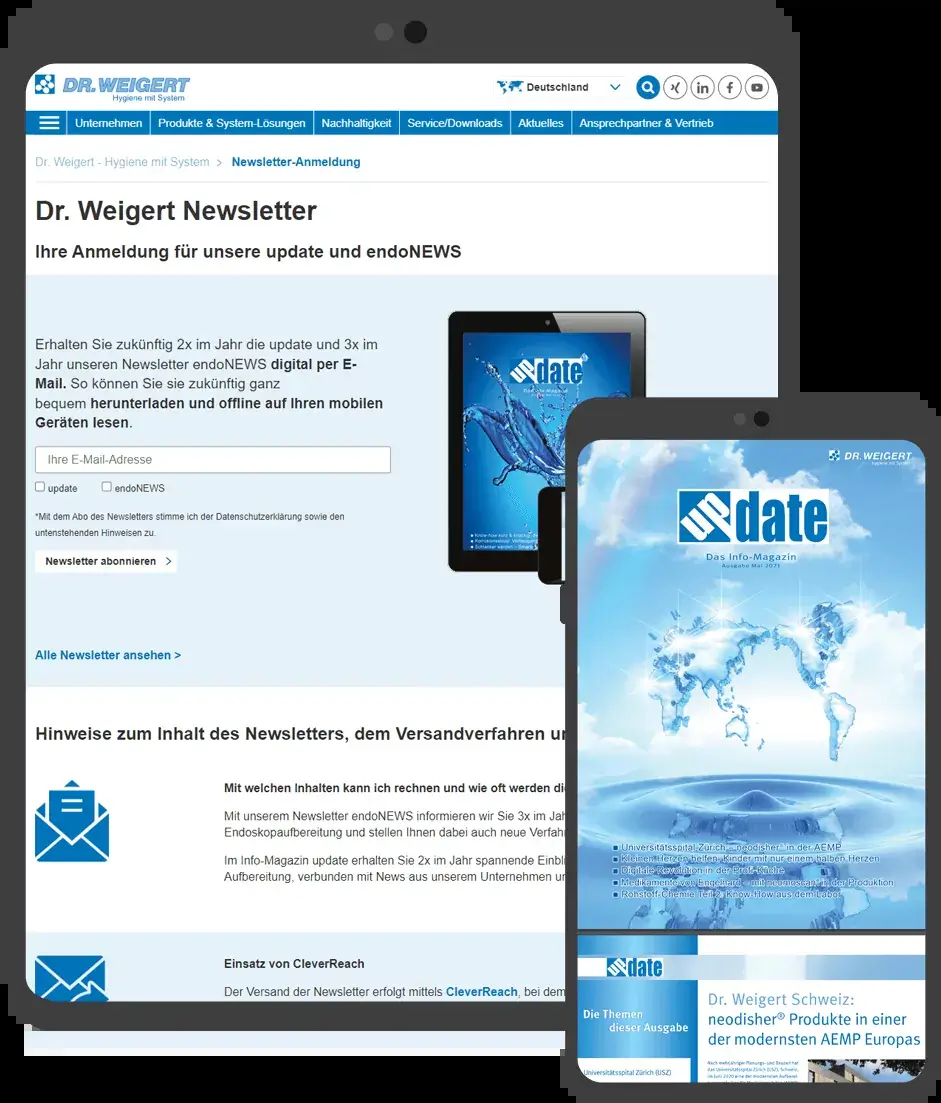 DR.WEIGERT
Hygiene mit System
Deutschland
Unternehmen
Produkte & System-Lösungen
Nachhaltigkeit
Service/Downloads
Aktuelles
Ansprechpartner & Vertrieb
Dr. Weigert - Hygiene mit System > Newsletter-Anmeldung
Dr. Weigert Newsletter
Ihre Anmeldung für unsere update und endoNEWS
Erhalten Sie zukünftig 2x im Jahr die update und 3x im
Jahr unseren Newsletter endoNEWS digital per E-
Mail. So können Sie sie zukünftig ganz
bequem herunterladen und offline auf Ihren mobilen
Geräten lesen.
Ihre E-Mail-Adresse
update
endoNEWS
*Mit dem Abo des Newsletters stimme ich der Datenschutzerklärung sowie den
untenstehenden Hinweisen zu.
Newsletter abonnieren >
Alle Newsletter ansehen >
update
Hinweise zum Inhalt des Newsletters, dem Versandverfahren
Mit welchen Inhalten kann ich rechnen und wie oft werden
Mit unserem Newsletter endoNEWS informieren wir Sie 3x im
Endoskopaufbereitung und stellen Ihnen dabei auch neue
Im Info-Magazin update erhalten Sie 2x im Jahr spannende
Aufbereitung, verbunden mit News aus unserem Unternehmen
Einsatz von CleverReach
Der Versand der Newsletter erfolgt mittels CleverReach, bei dem
DR.WEIGERT
Hygiene mit System
update
Das Info-Magazin
Ausgabe Mai 2021
■ Universitätsspital Zürich – neodisher® in der AEMP
■ Kleinen Herzen helfen: Kinder mit nur einem halben Herzen
■ Digitale Revolution in der Profi-Küche
■ Medikamente von Engelhard – mit neomoscan® in der Produktion
■ Rohstoff-Chemie Teil 2: Know-How aus dem Labor
update
Die Themen
dieser Ausgabe
Universitätsspital Zürich (USZ)
Dr. Weigert Schweiz:
neodisher® Produkte in einer
der modernsten AEMP Europas